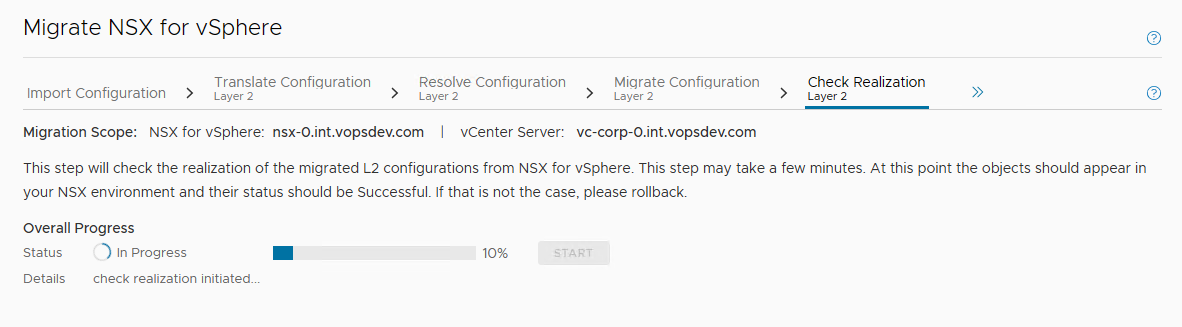 Migrate NSX for vSphere
Import Configuration
Translate Configuration
Layer 2
Resolve Configuration
Layer 2
Migrate Configuration
Layer 2
Check Realization
Layer 2
Migration Scope: NSX for vSphere: nsx-0.int.vopsdev.com | vCenter Server: vc-corp-0.int.vopsdev.com
This step will check the realization of the migrated L2 configurations from NSX for vSphere. This step may take a few minutes. At this point the objects should appear in
your NSX environment and their status should be Successful. If that is not the case, please rollback.
Overall Progress
Status In Progress 10% START
Details check realization initiated...